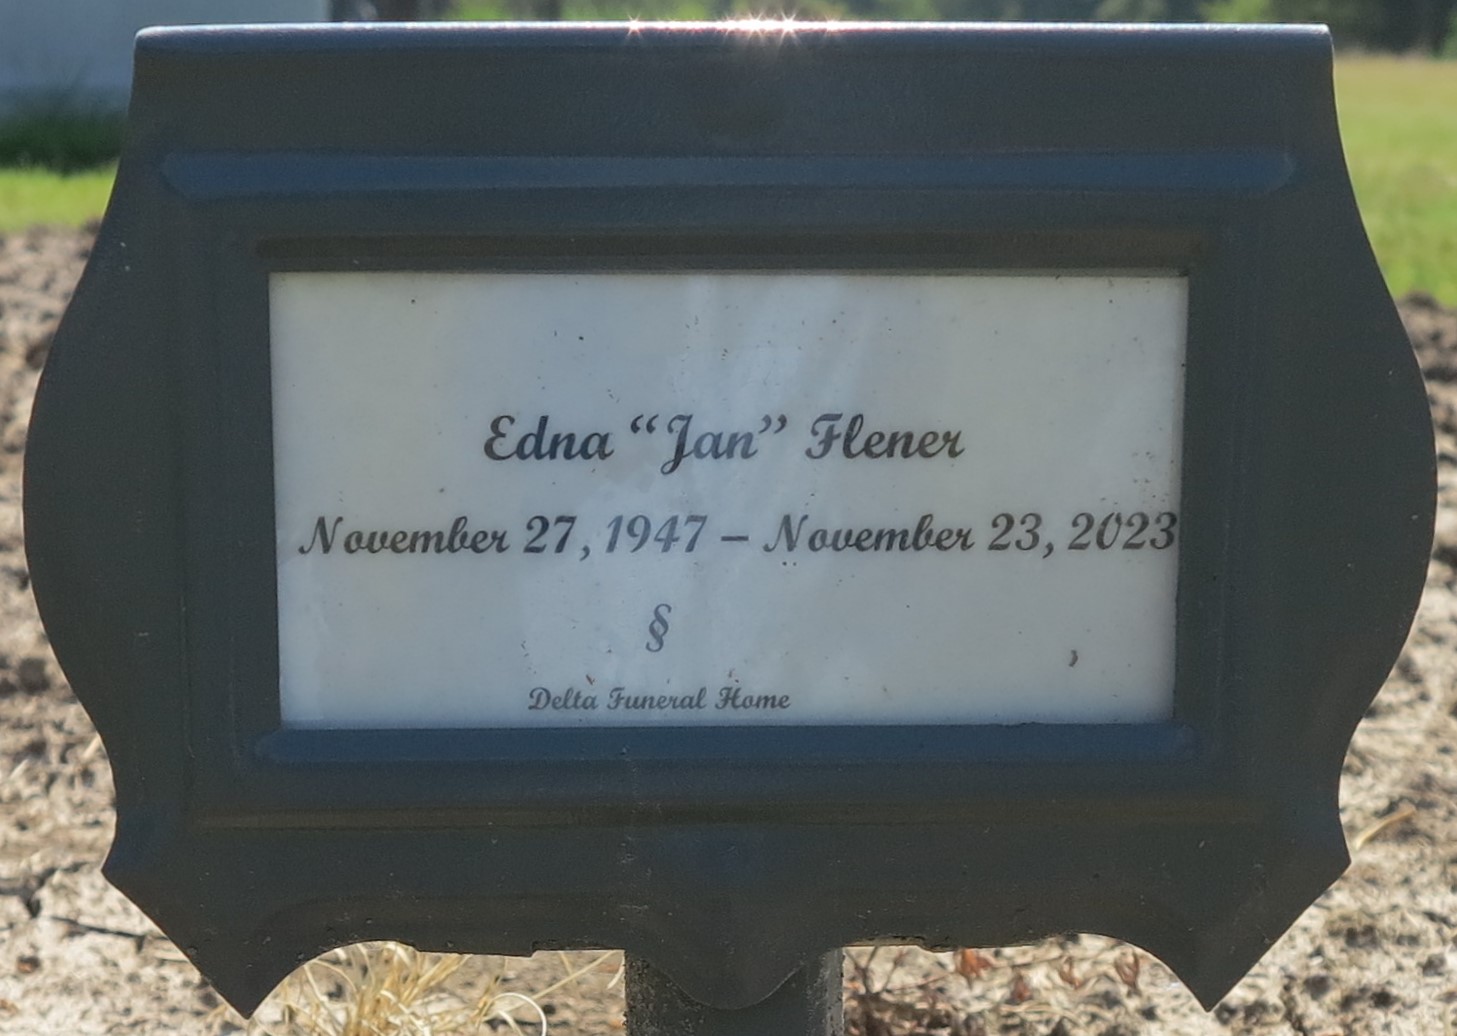 Edna “Jan” Flener
November 27, 1947 – November 23, 2023
§
Delta Funeral Home